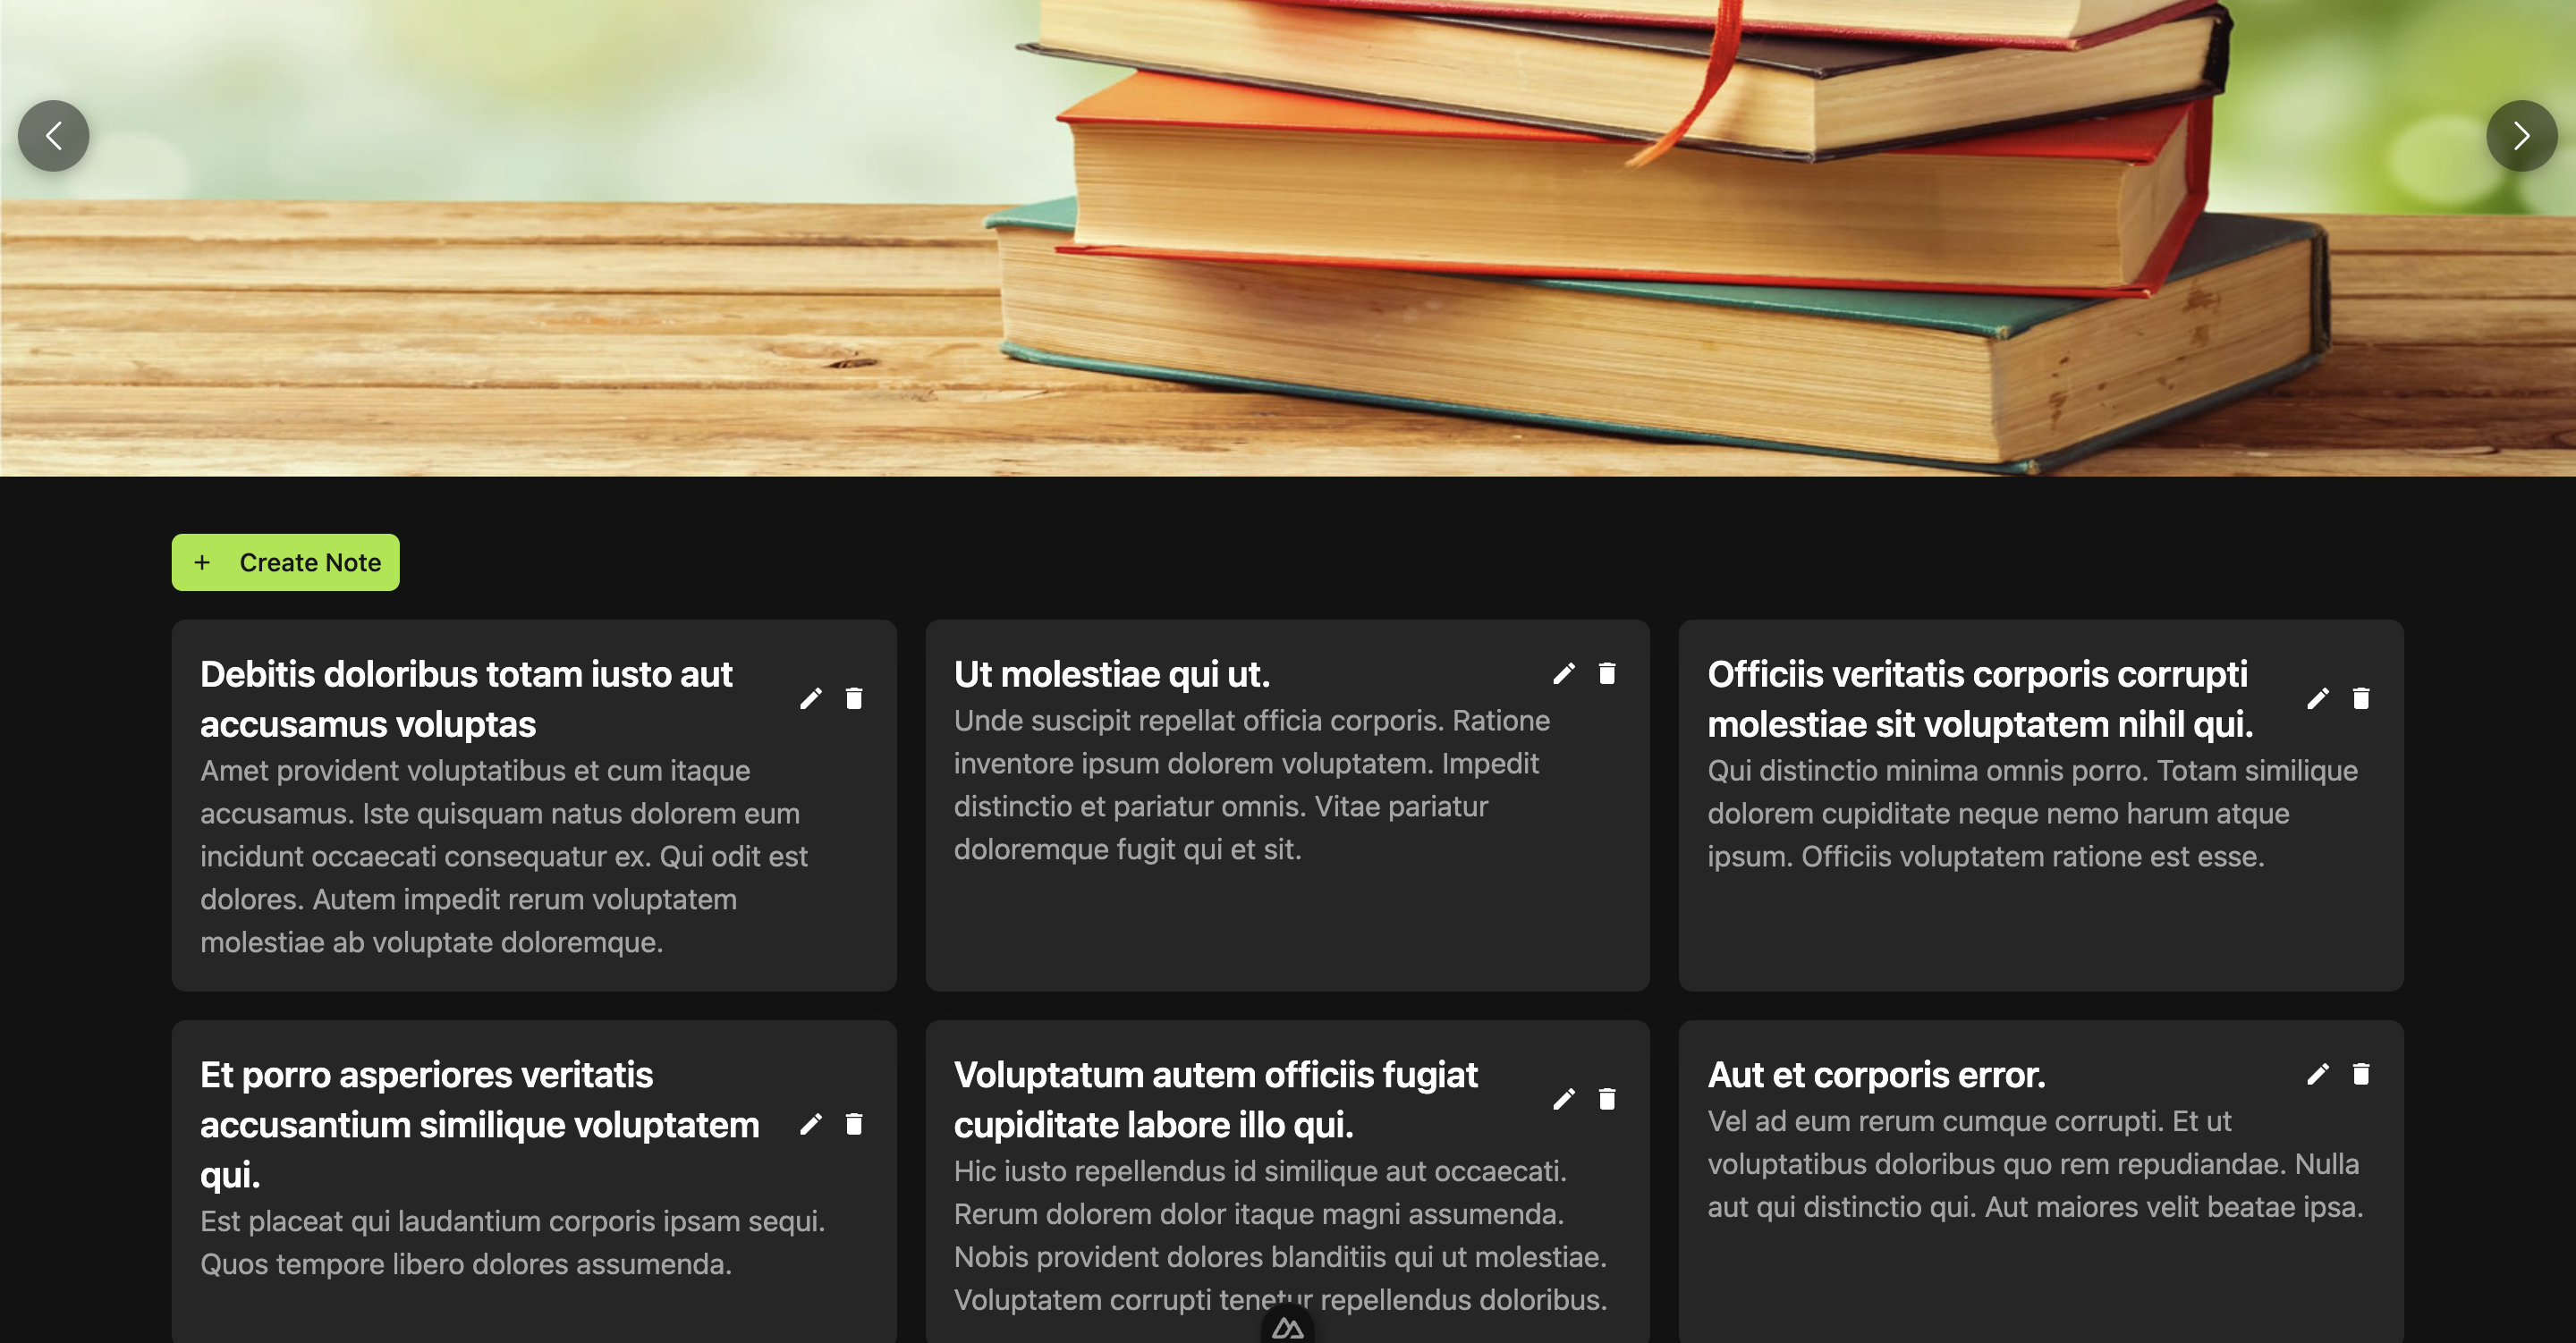 + Create Note
Debitis doloribus totam iusto aut
accusamus voluptas
Amet provident voluptatibus et cum itaque
accusamus. Iste quisquam natus dolorem eum
incidunt occaecati consequatur ex. Qui odit est
dolores. Autem impedit rerum voluptatem
molestiae ab voluptate doloremque.
Ut molestiae qui ut.
Unde suscipit repellat officia corporis. Ratione
inventore ipsum dolorem voluptatem. Impedit
distinctio et pariatur omnis. Vitae pariatur
doloremque fugit qui et sit.
Officiis veritatis corporis corrupti
molestiae sit voluptatem nihil qui.
Qui distinctio minima omnis porro. Totam similique
dolorem cupiditate neque nemo harum atque
ipsum. Officiis voluptatem ratione est esse.
Et porro asperiores veritatis
accusantium similique voluptatem
qui.
Est placeat qui laudantium corporis ipsam sequi.
Quos tempore libero dolores assumenda.
Voluptatum autem officiis fugiat
cupiditate labore illo qui.
Hic iusto repellendus id similique aut occaecati.
Rerum dolorem dolor itaque magni assumenda.
Nobis provident dolores blanditiis qui ut molestiae.
Voluptatem corrupti tenetur repellendus doloribus.
Aut et corporis error.
Vel ad eum rerum cumque corrupti. Et ut
voluptatibus doloribus quo rem repudiandae. Nulla
aut qui distinctio qui. Aut maiores velit beatae ipsa.